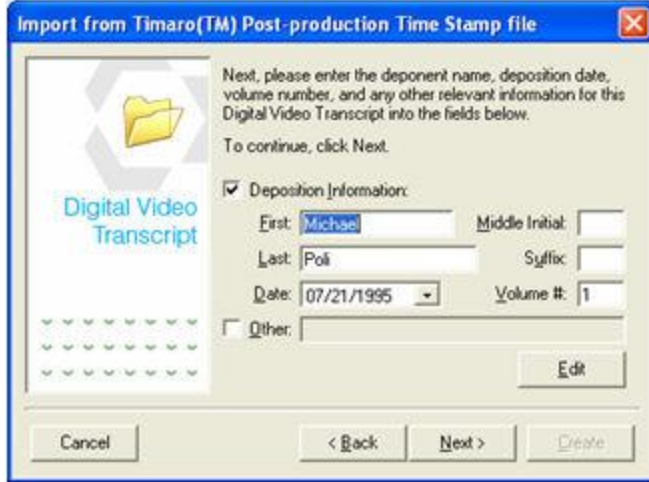 Import from Timaro(TM) Post-production Time Stamp file
Next, please enter the deponent name, deposition date,
volume number, and any other relevant information for this
Digital Video Transcript into the fields below.
To continue, click Next.
Digital Video
Transcript
Deposition Information:
First: Michael Middle Initial:
Last: Poli Suffix:
Date: 07/21/1995 Volume #: 1
Other:
Edit
Cancel < Back Next > Create